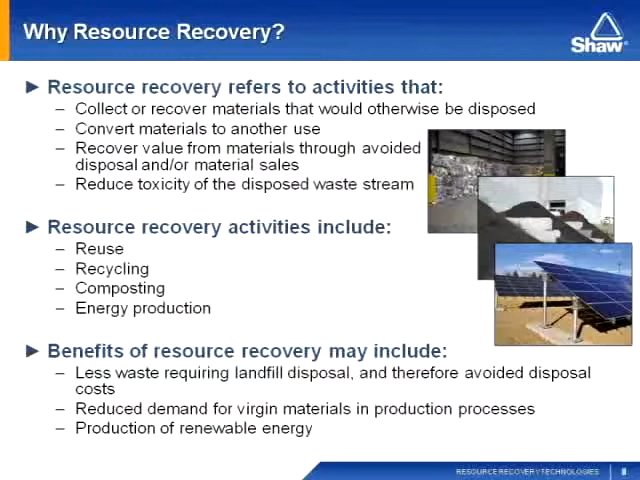 Why Resource Recovery?
Shaw®
► Resource recovery refers to activities that:
– Collect or recover materials that would otherwise be disposed
– Convert materials to another use
– Recover value from materials through avoided
disposal and/or material sales
– Reduce toxicity of the disposed waste stream
► Resource recovery activities include:
– Reuse
– Recycling
– Composting
– Energy production
► Benefits of resource recovery may include:
– Less waste requiring landfill disposal, and therefore avoided disposal
costs
– Reduced demand for virgin materials in production processes
– Production of renewable energy
RESOURCE RECOVERY TECHNOLOGIES